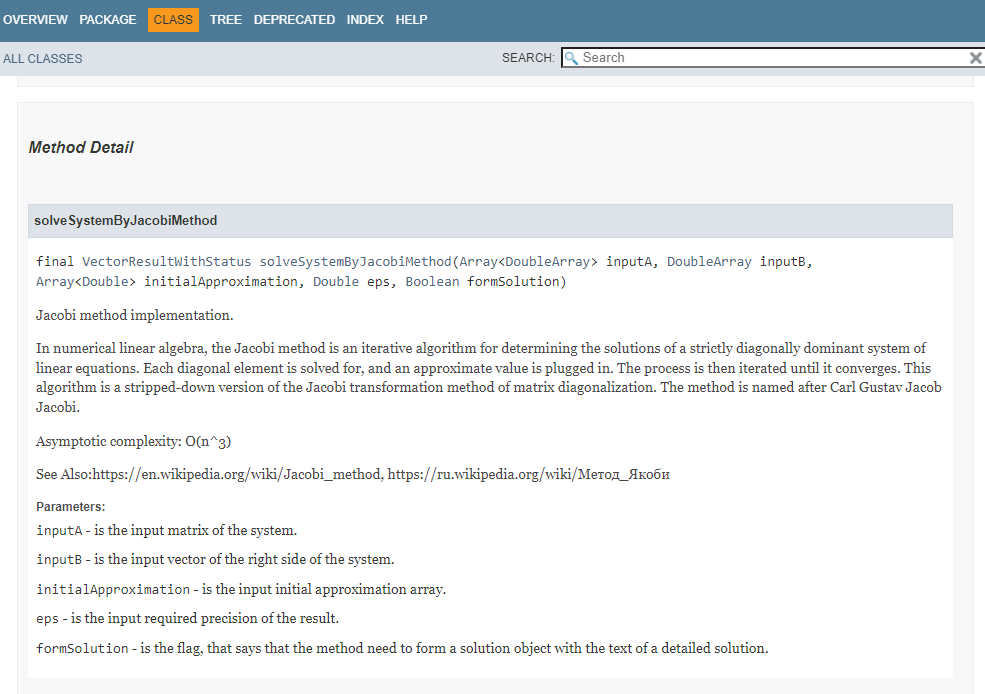 OVERVIEW PACKAGE CLASS TREE DEPRECATED INDEX HELP
ALL CLASSES SEARCH: Search
Method Detail
solveSystemByJacobiMethod
final VectorResultWithStatus solveSystemByJacobiMethod(Array<DoubleArray> inputA, DoubleArray inputB,
Array<Double> initialApproximation, Double eps, Boolean formSolution)
Jacobi method implementation.
In numerical linear algebra, the Jacobi method is an iterative algorithm for determining the solutions of a strictly diagonally dominant system of
linear equations. Each diagonal element is solved for, and an approximate value is plugged in. The process is then iterated until it converges. This
algorithm is a stripped-down version of the Jacobi transformation method of matrix diagonalization. The method is named after Carl Gustav Jacob
Jacobi.
Asymptotic complexity: O(n^3)
See Also:https://en.wikipedia.org/wiki/Jacobi_method, https://ru.wikipedia.org/wiki/Метод_Якоби
Parameters:
inputA - is the input matrix of the system.
inputB - is the input vector of the right side of the system.
initialApproximation - is the input initial approximation array.
eps - is the input required precision of the result.
formSolution - is the flag, that says that the method need to form a solution object with the text of a detailed solution.